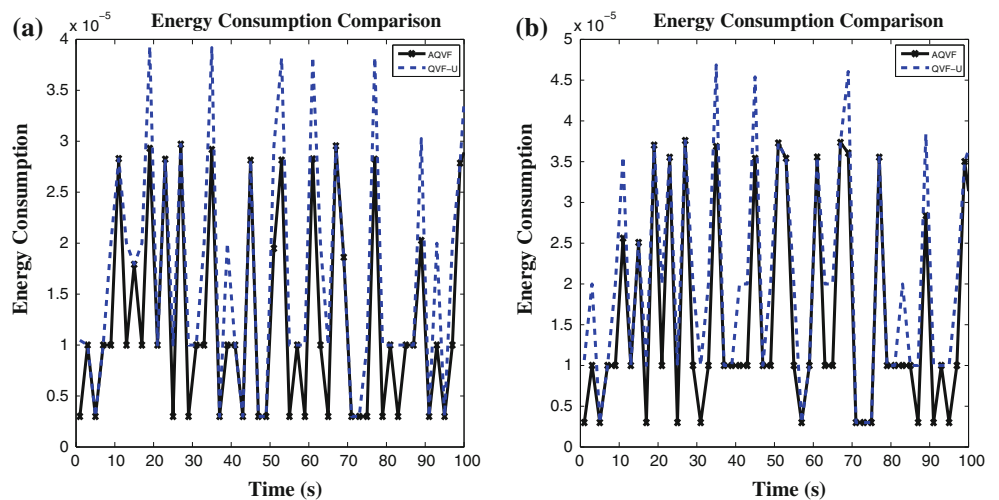 (a)
Energy Consumption Comparison
4 x 10⁻⁵
AQVF
QVF-U
3.5
3
2.5
2
1.5
1
0.5
0
Energy Consumption
0 10 20 30 40 50 60 70 80 90 100
Time (s)
(b)
Energy Consumption Comparison
5 x 10⁻⁵
AQVF
QVF-U
4.5
4
3.5
3
2.5
2
1.5
1
0.5
0
Energy Consumption
0 10 20 30 40 50 60 70 80 90 100
Time (s)